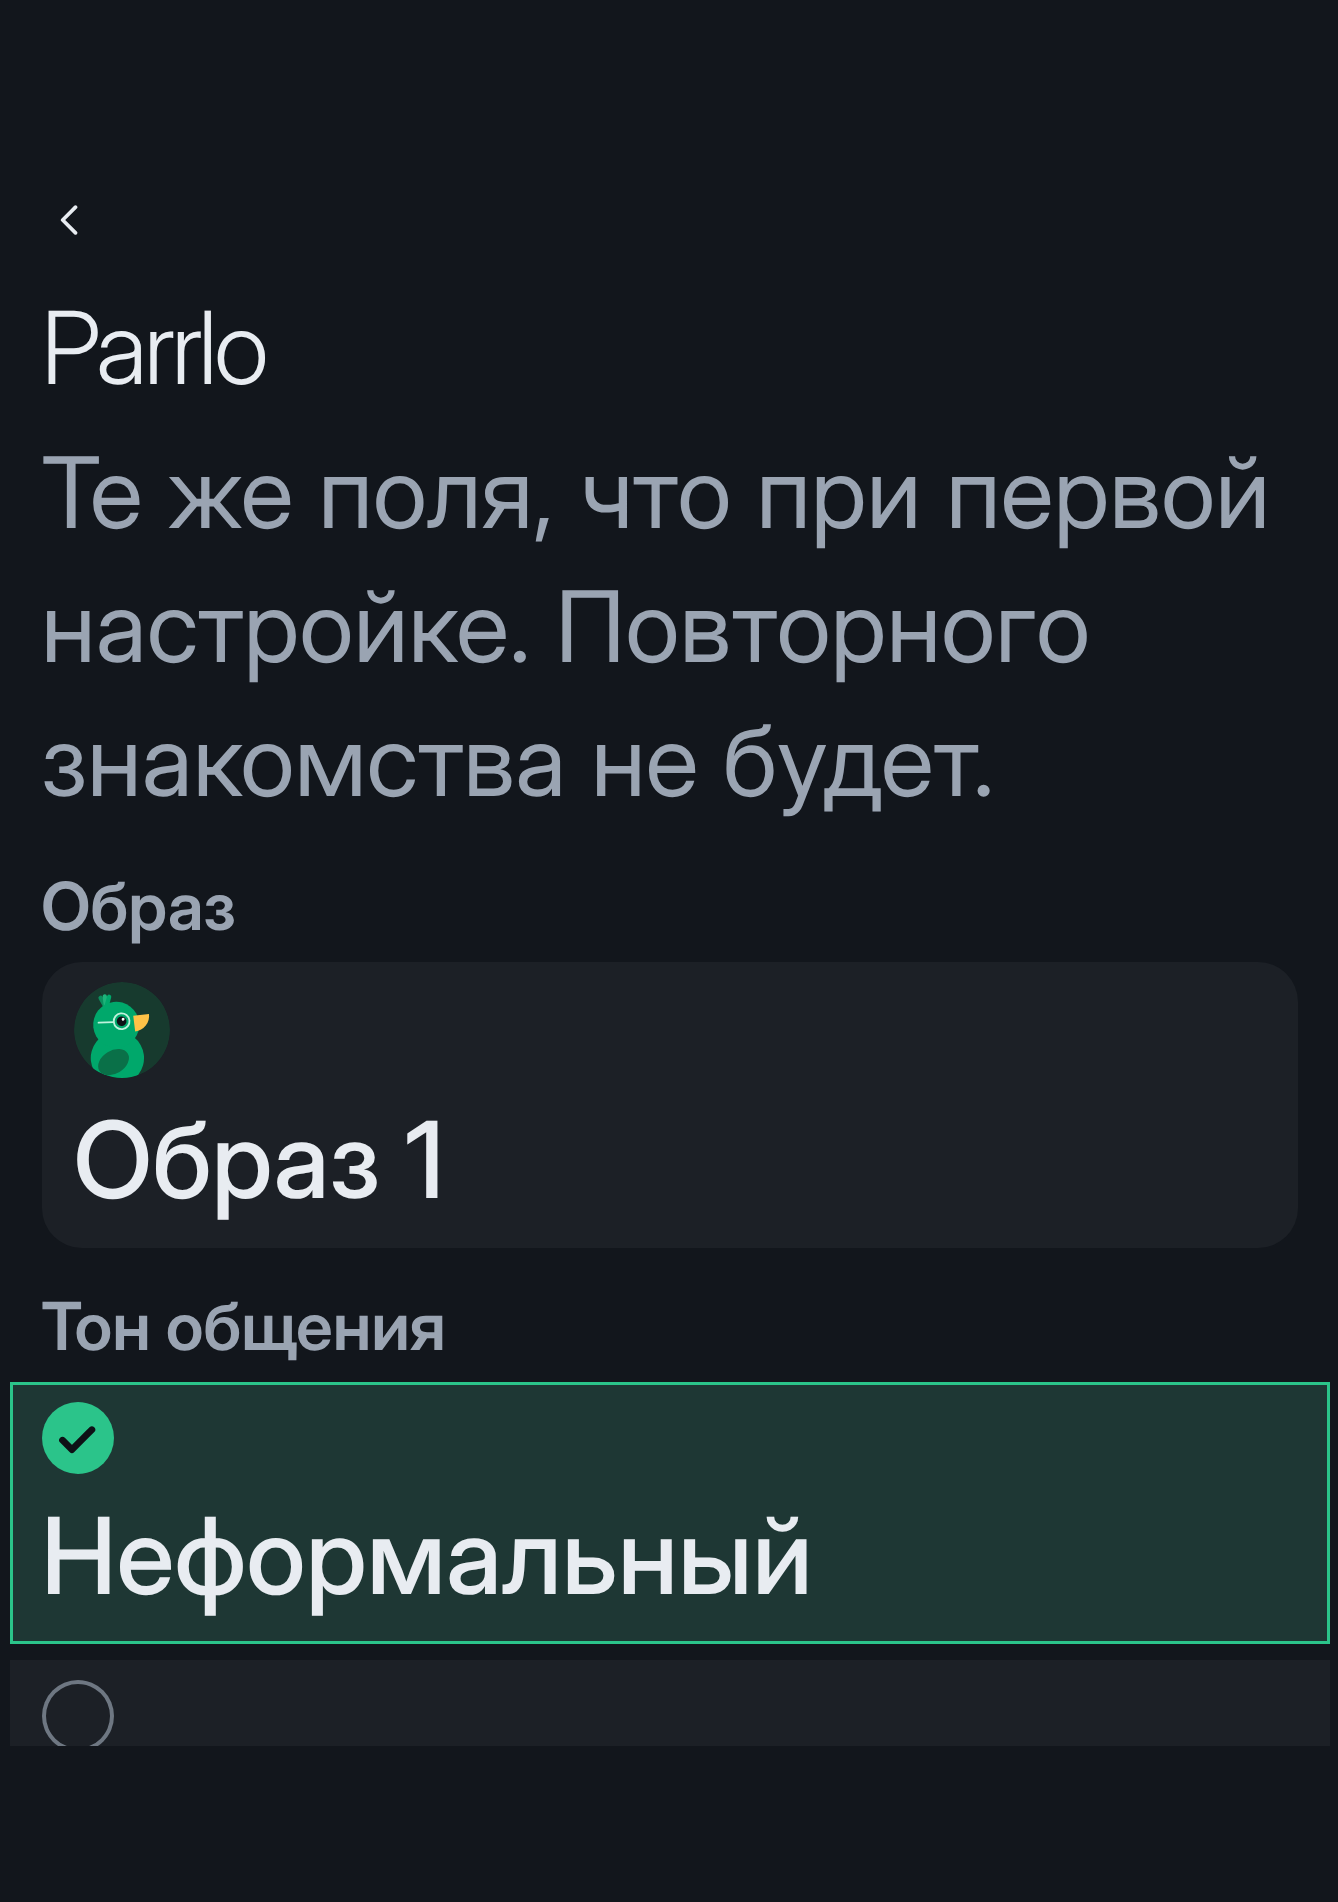 Parrlo
Те же поля, что при первой
настройке. Повторного
знакомства не будет.
Образ
Образ 1
Тон общения
Неформальный